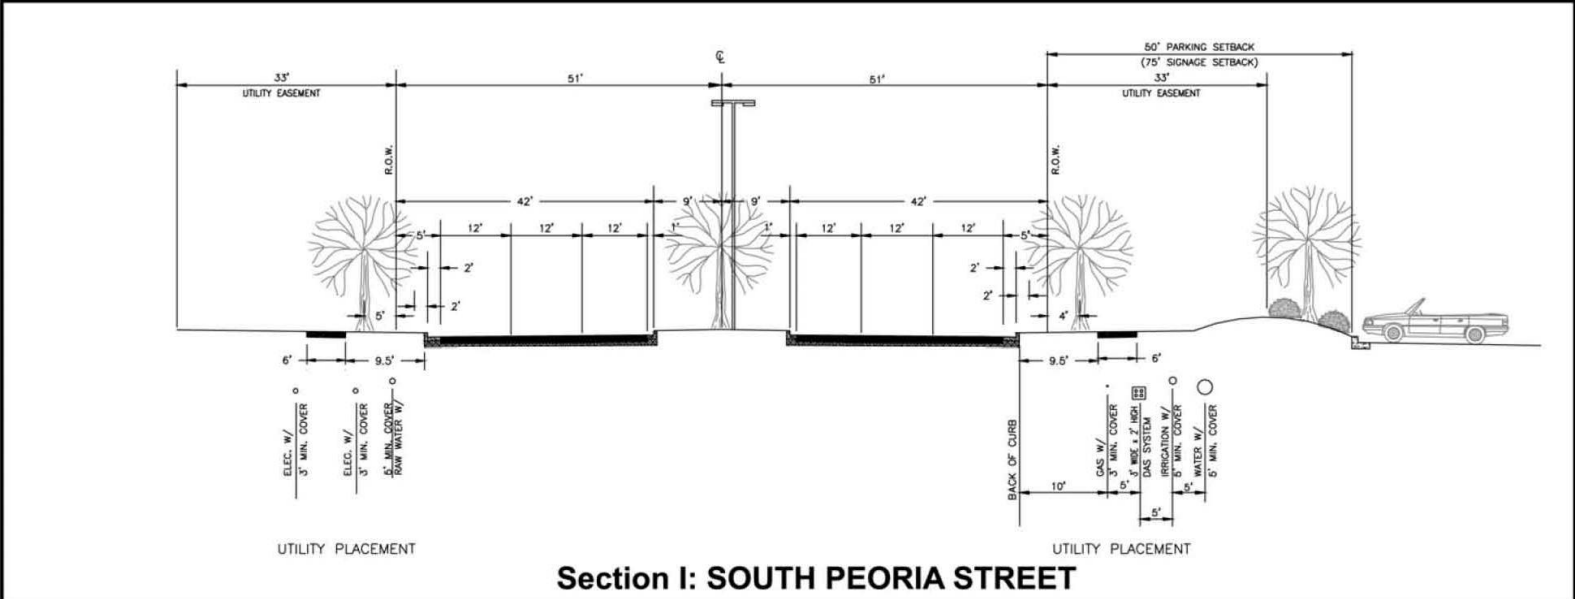 50' PARKING SETBACK
(75' SIGNAGE SETBACK)
℄
33'
UTILITY EASEMENT
51'
51'
33'
UTILITY EASEMENT
R.O.W.
R.O.W.
42'
9'
9'
42'
5'
12'
12'
12'
1'
1'
12'
12'
12'
5'
2'
2'
2'
2'
5'
4'
6'
9.5'
9.5'
6'
ELEC. W/
3' MIN. COVER
ELEC. W/
3' MIN. COVER
MIN. COVER
RAW WATER W/
BACK OF CURB
GAS W/
3' MIN. COVER
3' WIDE x 2' HIGH
DAS SYSTEM
IRRIGATION W/
5' MIN. COVER
WATER W/
5' MIN. COVER
10'
5'
5'
5'
UTILITY PLACEMENT
UTILITY PLACEMENT
Section I: SOUTH PEORIA STREET